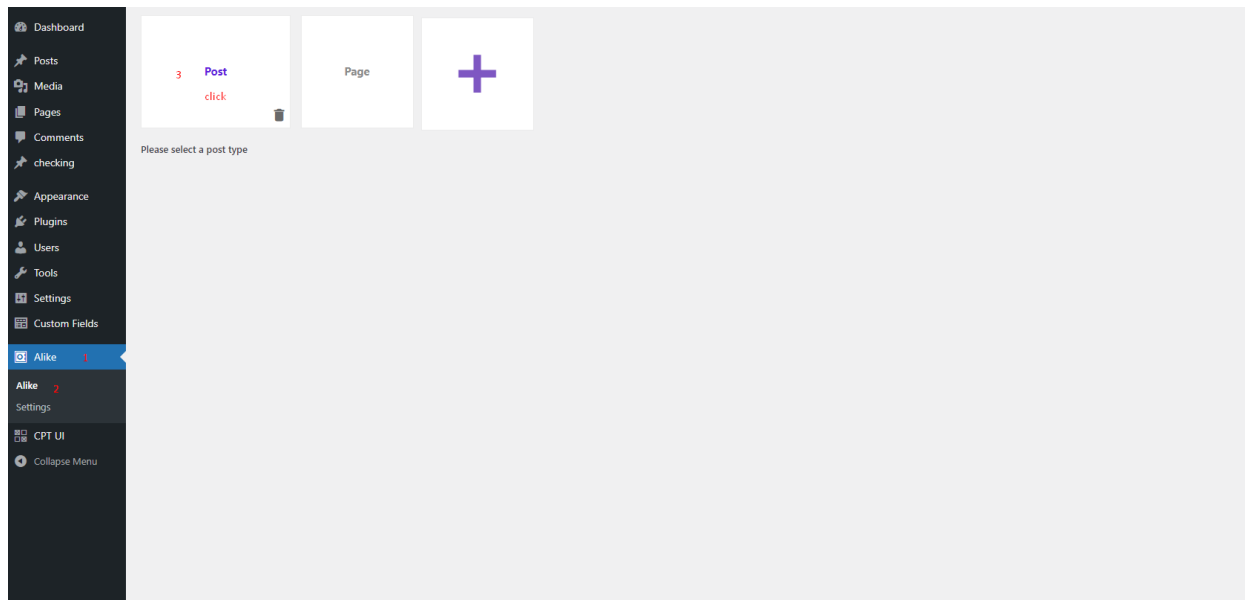 Dashboard
Posts
Media
Pages
Comments
checking
Appearance
Plugins
Users
Tools
Settings
Custom Fields
Alike 1
Alike 2
Settings
CPT UI
Collapse Menu
3 Post
click
Page
Please select a post type